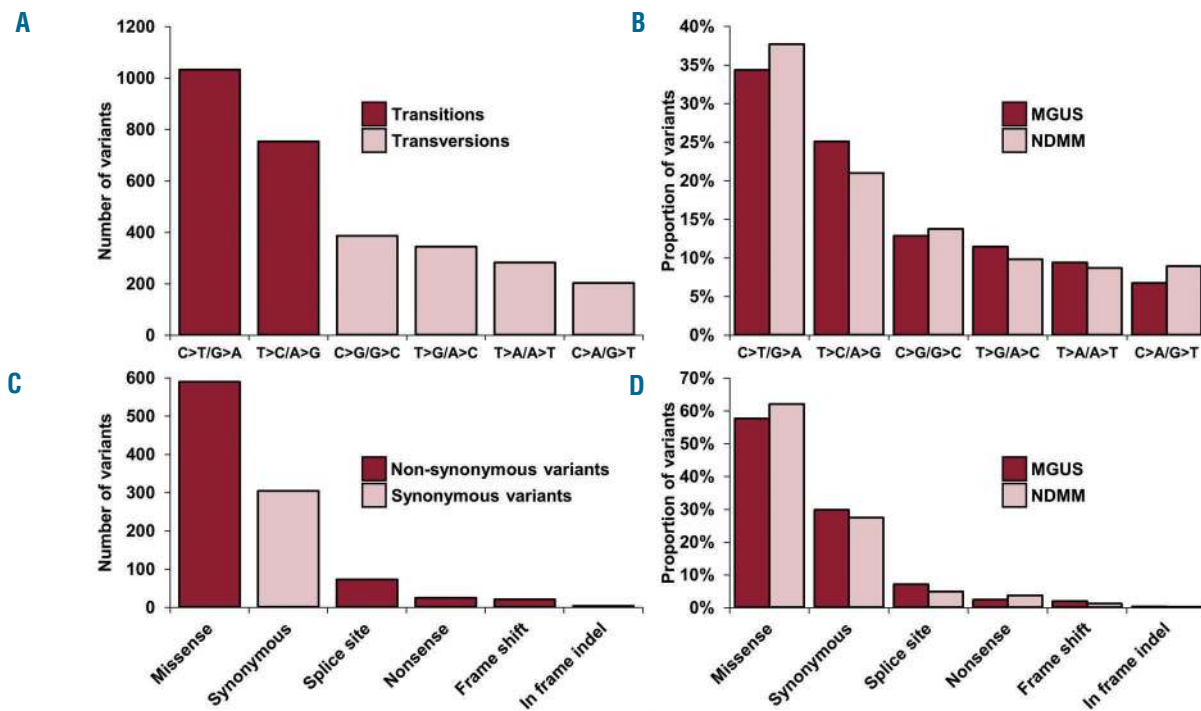 A
Number of variants
1200
1000
800
600
400
200
0
Transitions
Transversions
C>T/G>A T>C/A>G C>G/G>C T>G/A>C T>A/A>T C>A/G>T
B
Proportion of variants
40%
35%
30%
25%
20%
15%
10%
5%
0%
MGUS
NDMM
C>T/G>A T>C/A>G C>G/G>C T>G/A>C T>A/A>T C>A/G>T
C
Number of variants
600
500
400
300
200
100
0
Non-synonymous variants
Synonymous variants
Missense
Synonymous
Splice site
Nonsense
Frame shift
In frame indel
D
Proportion of variants
70%
60%
50%
40%
30%
20%
10%
0%
MGUS
NDMM
Missense
Synonymous
Splice site
Nonsense
Frame shift
In frame indel